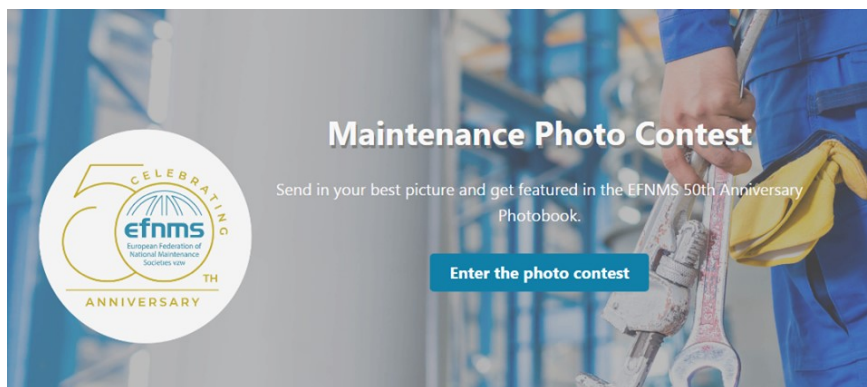 Maintenance Photo Contest
Send in your best picture and get featured in the EFNMS 50th Anniversary
Photobook.
Enter the photo contest
CELEBRATING
50
TH
efnms
European Federation of
National Maintenance
Societies vzw
ANNIVERSARY